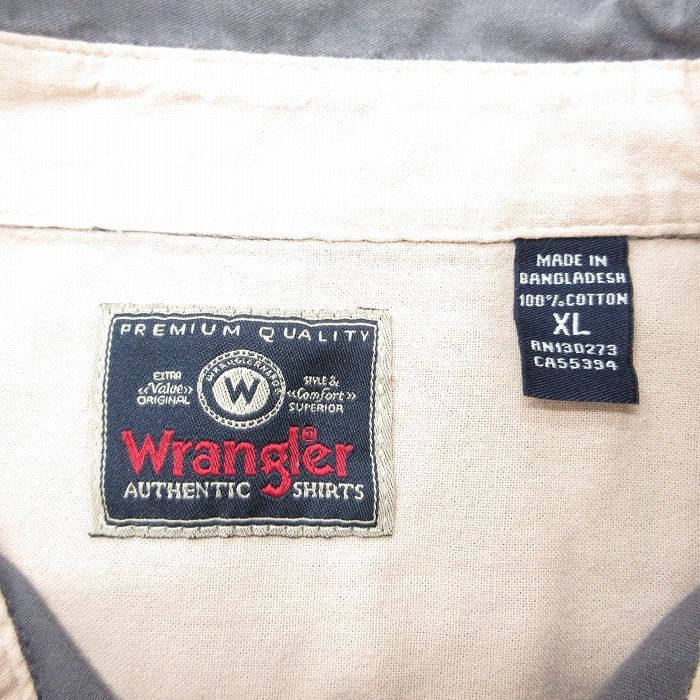 PREMIUM QUALITY
EXTRA
«Value»
ORIGINAL
W
STYLE &
«Comfort»
SUPERIOR
Wrangler®
AUTHENTIC SHIRTS
MADE IN
BANGLADESH
100% COTTON
XL
RN130273
CA55394